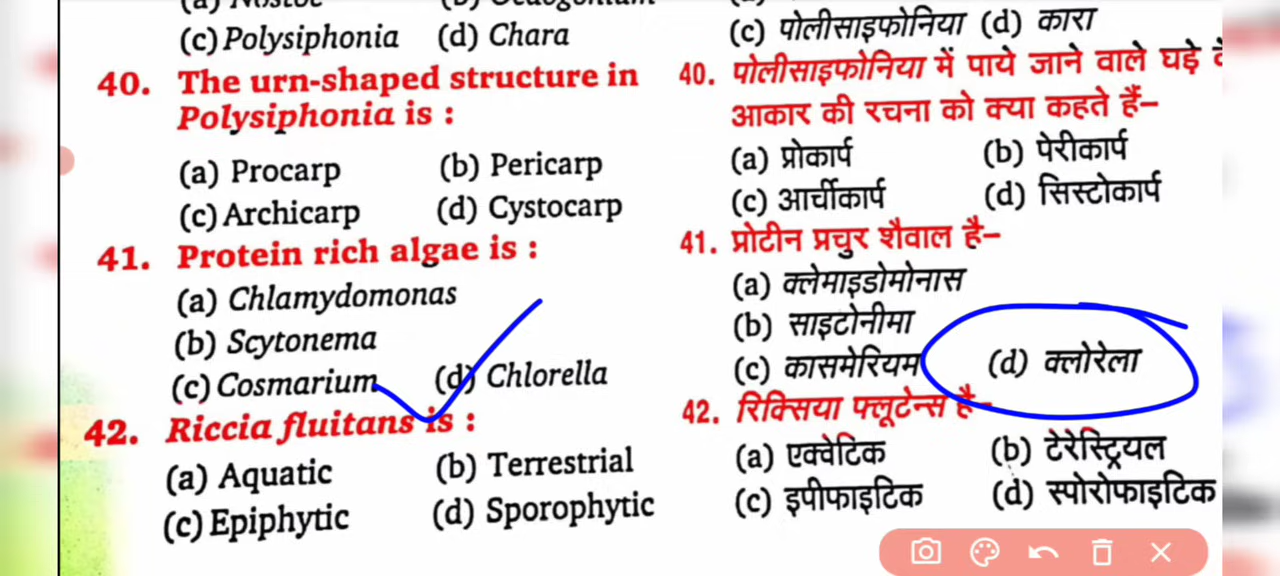 (c) Polysiphonia (d) Chara
40. The urn-shaped structure in
Polysiphonia is :
(a) Procarp (b) Pericarp
(c) Archicarp (d) Cystocarp
41. Protein rich algae is :
(a) Chlamydomonas
(b) Scytonema
(c) Cosmarium (d) Chlorella
42. Riccia fluitans is :
(a) Aquatic (b) Terrestrial
(c) Epiphytic (d) Sporophytic
(c) पोलीसाइफोनिया (d) कारा
40. पोलीसाइफोनिया में पाये जाने वाले घड़े
आकार की रचना को क्या कहते हैं–
(a) प्रोकार्प (b) पेरीकार्प
(c) आर्चीकार्प (d) सिस्टोकार्प
41. प्रोटीन प्रचुर शैवाल है–
(a) क्लेमाइडोमोनास
(b) साइटोनीमा
(c) कासमेरियम (d) क्लोरेला
42. रिक्सिया फ्लूटेन्स है–
(a) एक्वेटिक (b) टेरेस्ट्रियल
(c) इपीफाइटिक (d) स्पोरोफाइटिक